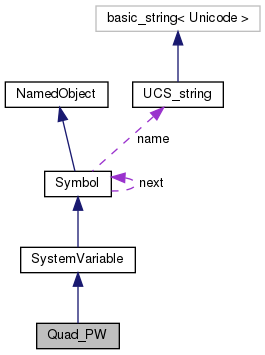 basic_string< Unicode >
NamedObject
UCS_string
name
Symbol
next
SystemVariable
Quad_PW